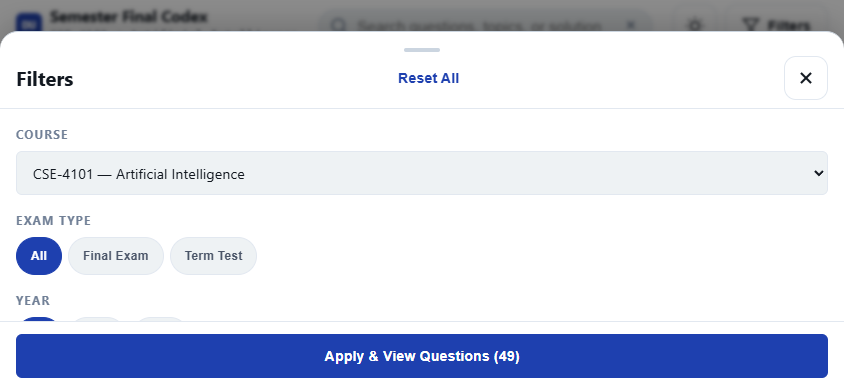 Semester Final Codex
Search questions, topics, or solution
Filters
Filters
Reset All
COURSE
CSE-4101 — Artificial Intelligence
EXAM TYPE
All
Final Exam
Term Test
YEAR
Apply & View Questions (49)